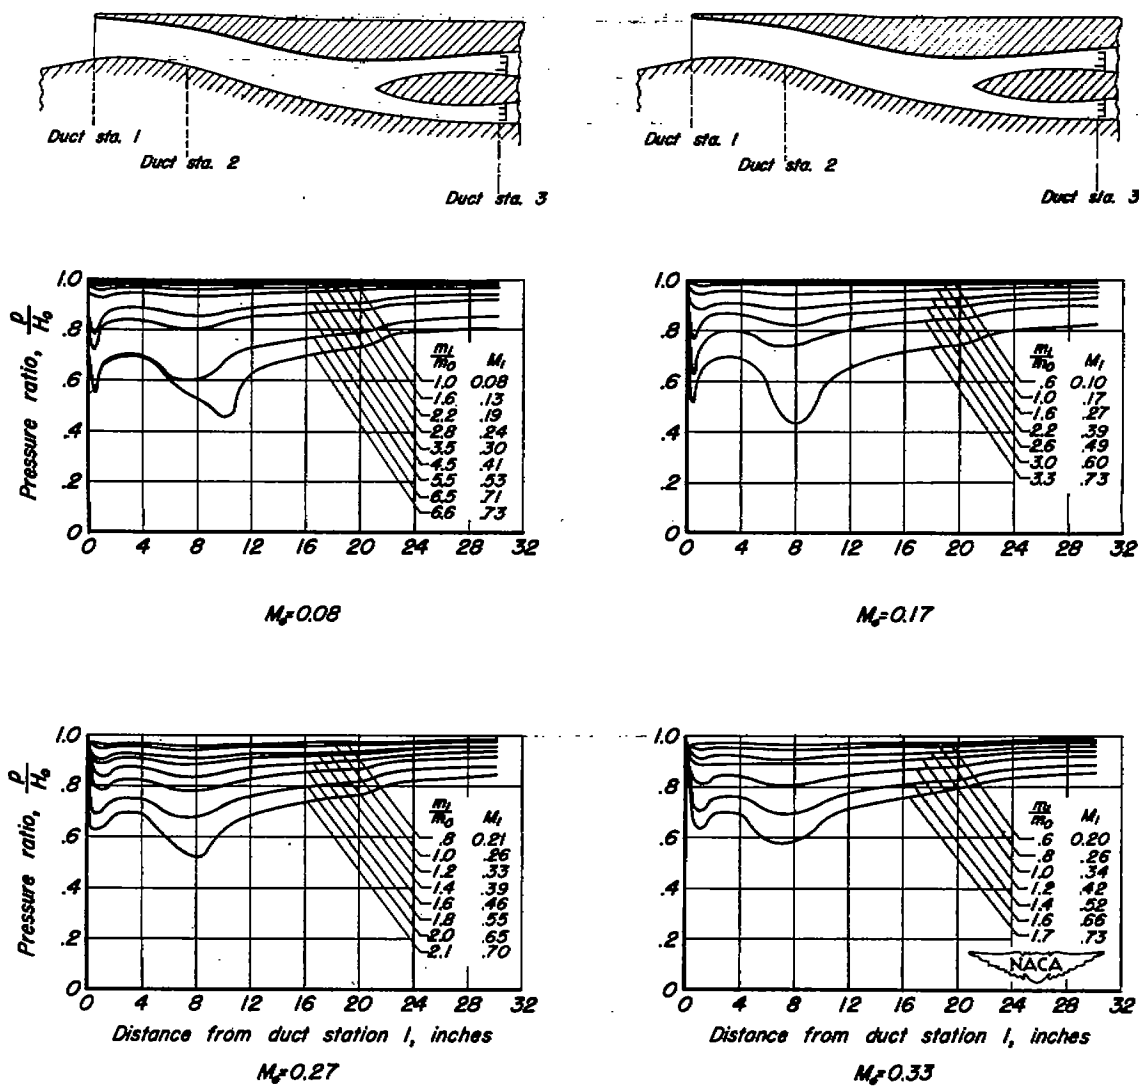 Duct sta. 1
Duct sta. 2
Duct sta. 3
Duct sta. 1
Duct sta. 2
Duct sta. 3
Pressure ratio, p/H₀
1.0
.8
.6
.4
.2
0
m₁/m₀ M₁
1.0 0.08
1.6 .13
2.2 .19
2.8 .24
3.5 .30
4.5 .41
5.5 .53
6.5 .71
6.6 .73
0 4 8 12 16 20 24 28 32
M₀=0.08
1.0
.8
.6
.4
.2
0
m₁/m₀ M₁
.6 0.10
1.0 .17
1.6 .27
2.2 .39
2.6 .49
3.0 .60
3.3 .73
0 4 8 12 16 20 24 28 32
M₀=0.17
Pressure ratio, p/H₀
1.0
.8
.6
.4
.2
0
m₁/m₀ M₁
.8 0.21
1.0 .26
1.2 .33
1.4 .39
1.6 .46
1.8 .55
2.0 .65
2.1 .70
0 4 8 12 16 20 24 28 32
Distance from duct station 1, inches
M₀=0.27
1.0
.8
.6
.4
.2
0
m₁/m₀ M₁
.6 0.20
.8 .26
1.0 .34
1.2 .42
1.4 .52
1.6 .66
1.7 .73
NACA
0 4 8 12 16 20 24 28 32
Distance from duct station 1, inches
M₀=0.33